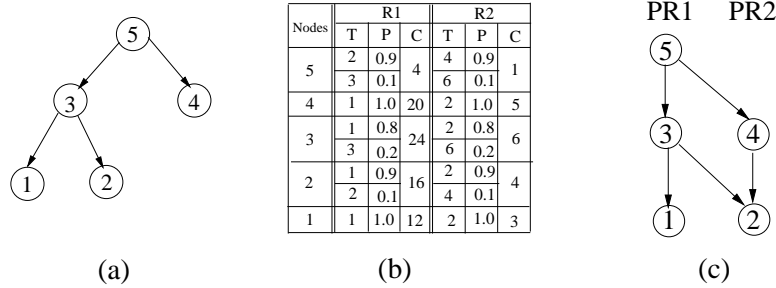 5
3
4
1
2
(a)
Nodes R1 R2
T P C T P C
5 2 0.9 4 4 0.9 1
3 0.1 6 0.1
4 1 1.0 20 2 1.0 5
3 1 0.8 24 2 0.8 6
3 0.2 6 0.2
2 1 0.9 16 2 0.9 4
2 0.1 4 0.1
1 1 1.0 12 2 1.0 3
(b)
PR1 PR2
5
3 4
1 2
(c)